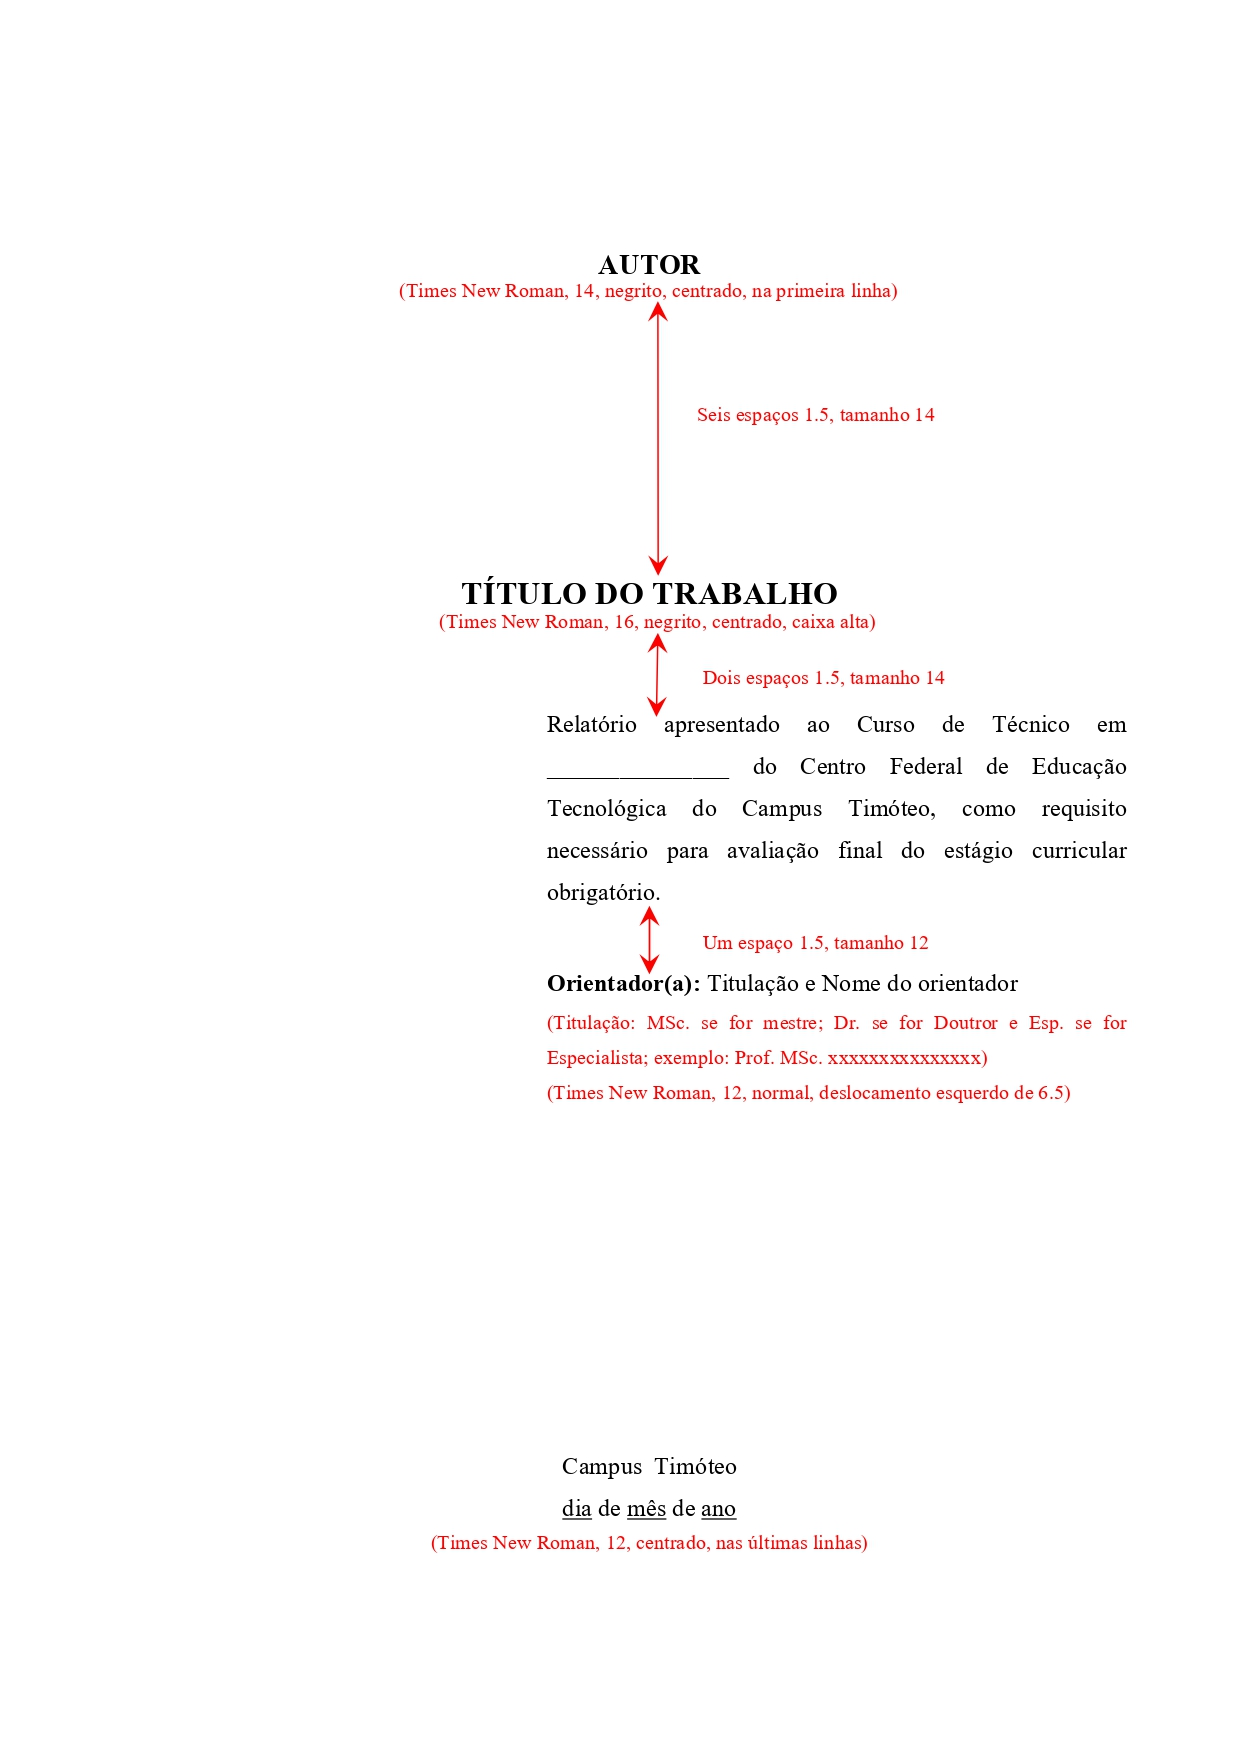 AUTOR
(Times New Roman, 14, negrito, centrado, na primeira linha)
Seis espaços 1.5, tamanho 14
TÍTULO DO TRABALHO
(Times New Roman, 16, negrito, centrado, caixa alta)
Dois espaços 1.5, tamanho 14
Relatório apresentado ao Curso de Técnico em
_______________ do Centro Federal de Educação
Tecnológica do Campus Timóteo, como requisito
necessário para avaliação final do estágio curricular
obrigatório.
Um espaço 1.5, tamanho 12
Orientador(a): Titulação e Nome do orientador
(Titulação: MSc. se for mestre; Dr. se for Doutror e Esp. se for
Especialista; exemplo: Prof. MSc. xxxxxxxxxxxxxxx)
(Times New Roman, 12, normal, deslocamento esquerdo de 6.5)
Campus Timóteo
dia de mês de ano
(Times New Roman, 12, centrado, nas últimas linhas)